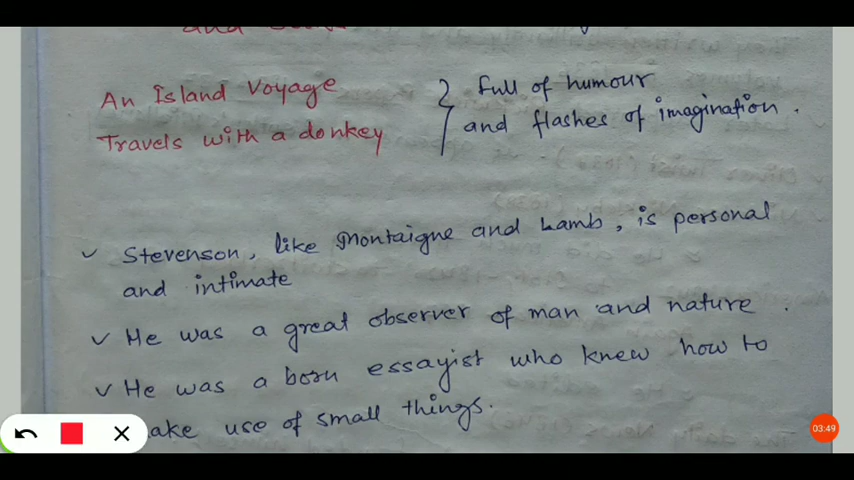 An Island Voyage
Travels with a donkey
Full of humour
and flashes of imagination.
✓ Stevenson, like Montaigne and Lamb, is personal
and intimate
✓ He was a great observer of man and nature.
✓ He was a born essayist who knew how to
ake use of small things.
03:49